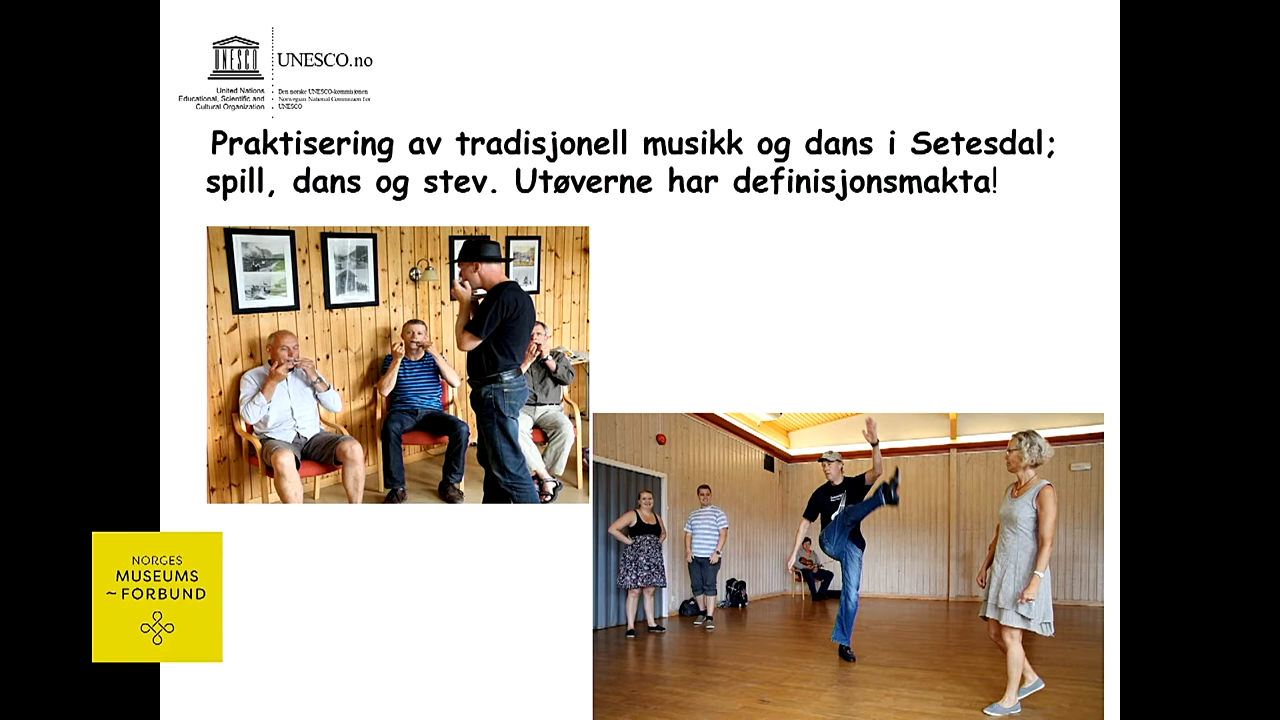 UNESCO
UNESCO.no
United Nations
Educational, Scientific and
Cultural Organization
Den norske UNESCO-kommisjonen
Norwegian National Commission for
UNESCO
Praktisering av tradisjonell musikk og dans i Setesdal;
spill, dans og stev. Utøverne har definisjonsmakta!
NORGES
MUSEUMS
~FORBUND